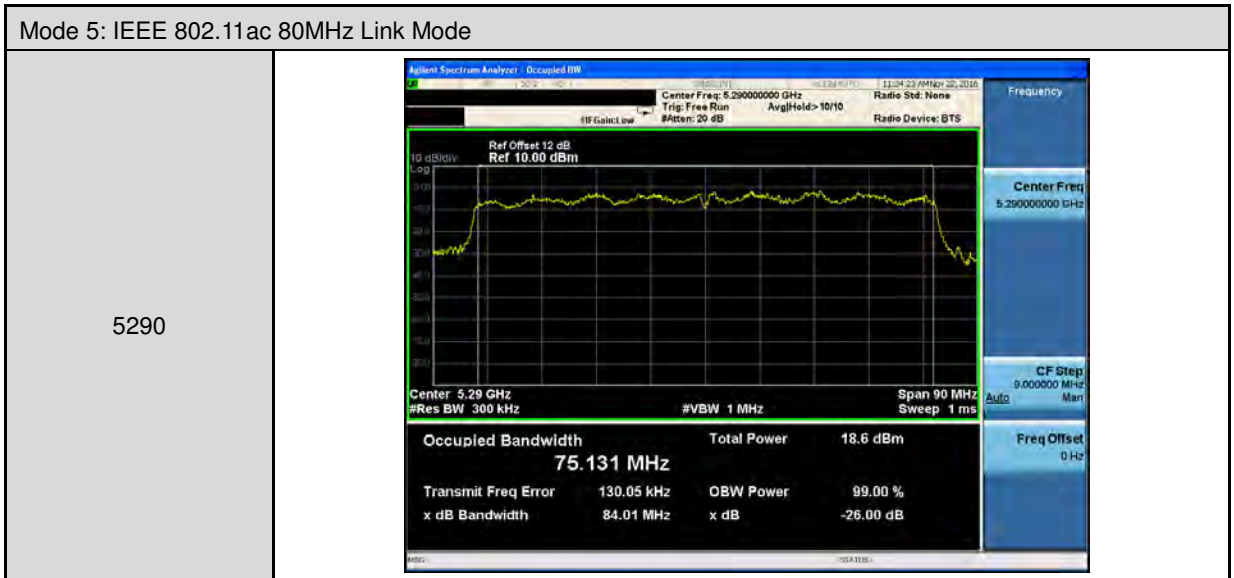 Mode 5: IEEE 802.11ac 80MHz Link Mode
5290
Agilent Spectrum Analyzer - Occupied BW
11:04:23 AM Nov 22, 2016
Center Freq: 5.290000000 GHz
Radio Std: None
Trig: Free Run Avg|Hold:>10/10
#IFGain:Low
#Atten: 20 dB
Radio Device: BTS
Frequency
Ref Offset 12 dB
10 dB/div Ref 10.00 dBm
Log
Center Freq
5.290000000 GHz
Center 5.29 GHz
Span 90 MHz
#Res BW 300 kHz
#VBW 1 MHz
Sweep 1 ms
CF Step
9.000000 MHz
Auto Man
Occupied Bandwidth
75.131 MHz
Total Power 18.6 dBm
Transmit Freq Error 130.05 kHz
OBW Power 99.00 %
x dB Bandwidth 84.01 MHz
x dB -26.00 dB
Freq Offset
0 Hz
MSG
STATUS